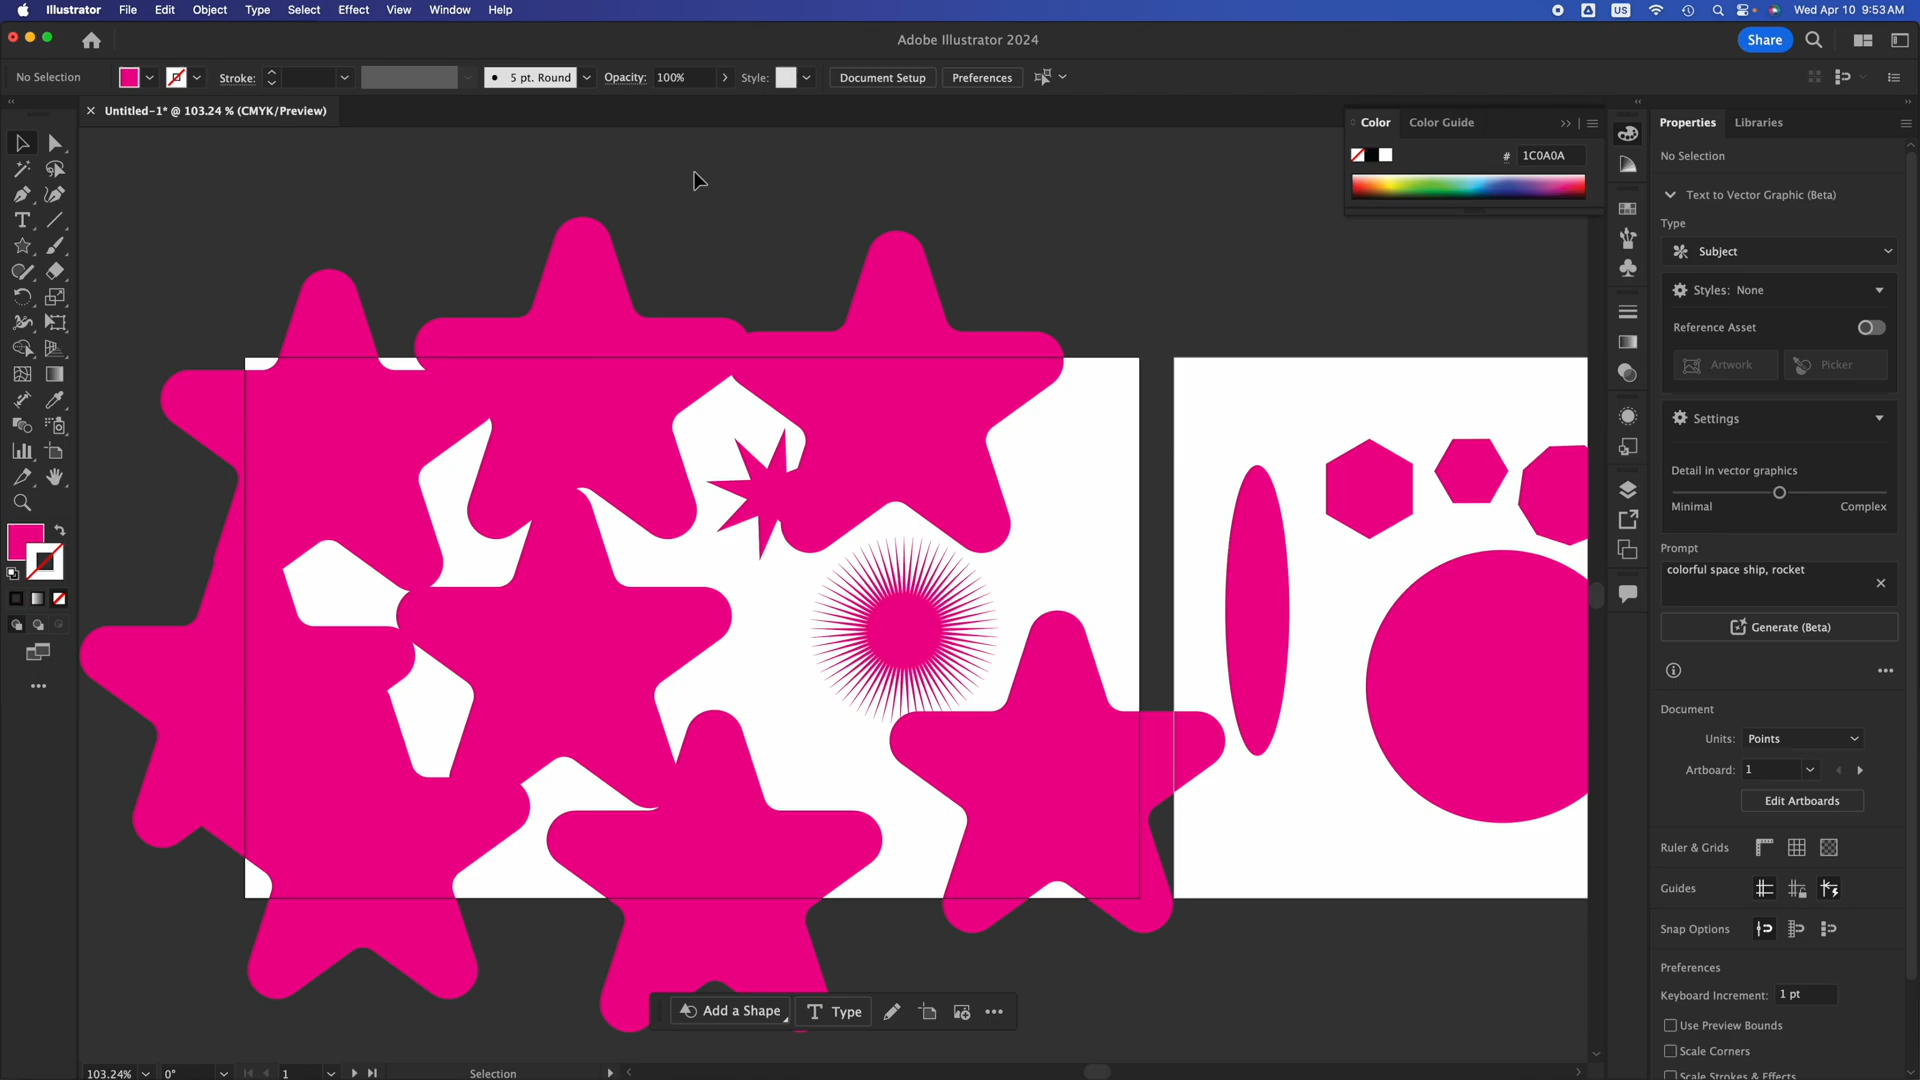 Illustrator File Edit Object Type Select Effect View Window Help
US
Wed Apr 10 9:53 AM
Adobe Illustrator 2024
Share
No Selection
Stroke:
5 pt. Round
Opacity: 100%
Style:
Document Setup
Preferences
Untitled-1* @ 103.24 % (CMYK/Preview)
Color
Color Guide
# 1C0A0A
Properties
Libraries
No Selection
Text to Vector Graphic (Beta)
Type
Subject
Styles: None
Reference Asset
Artwork
Picker
Settings
Detail in vector graphics
Minimal
Complex
Prompt
colorful space ship, rocket
Generate (Beta)
Document
Units: Points
Artboard: 1
Edit Artboards
Ruler & Grids
Guides
Snap Options
Preferences
Keyboard Increment: 1 pt
Use Preview Bounds
Scale Corners
Scale Strokes & Effects
Add a Shape
Type
103.24%
0°
1
Selection